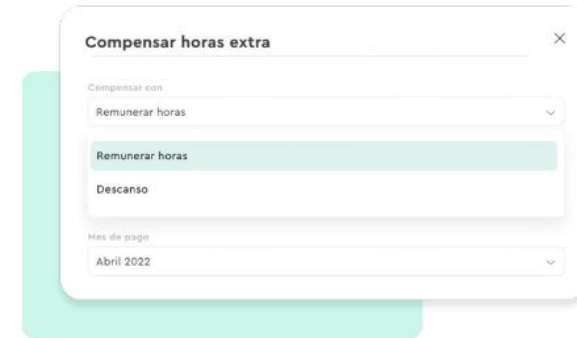 Compensar horas extra
Compensar con
Remunerar horas
Remunerar horas
Descanso
Mes de pago
Abril 2022